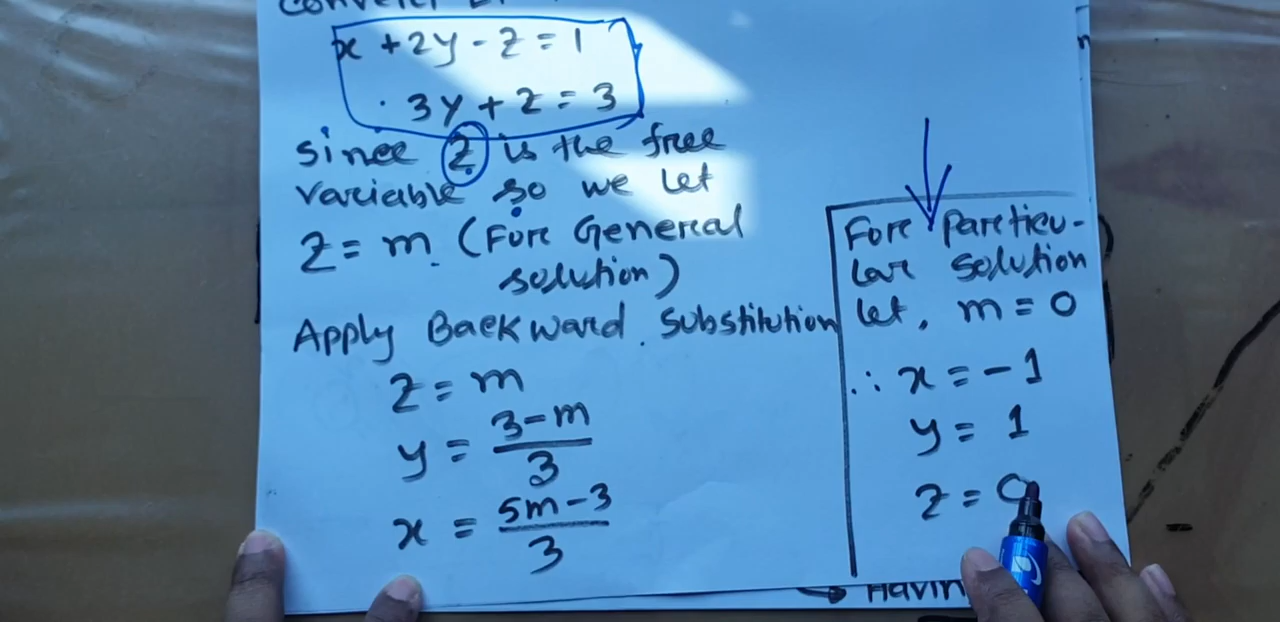 x + 2y - z = 1
3y + z = 3
since z is the free
variable so we let
z = m. (For General
solution)
Apply Backward. substitution
z = m
y = 3-m / 3
x = 5m-3 / 3
For particu-
lar solution
let, m = 0
∴ x = -1
y = 1
z = 0